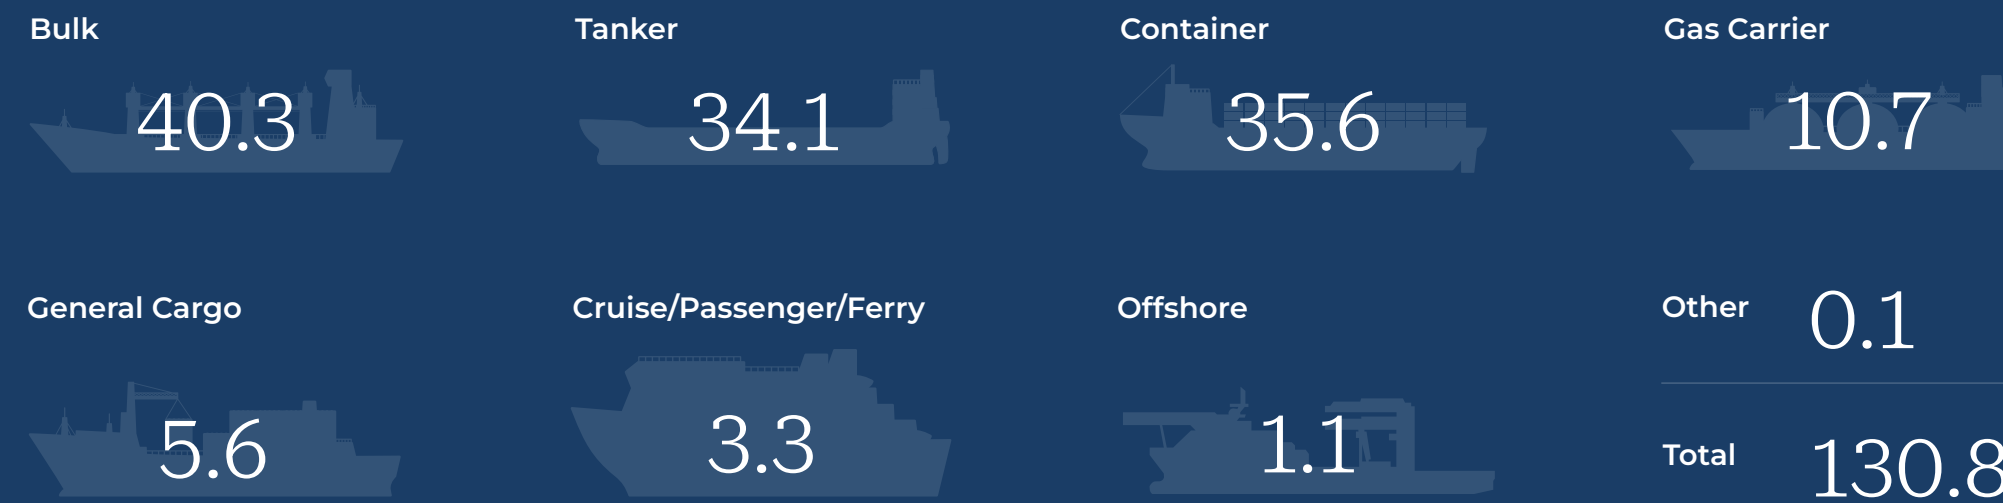 Bulk
Tanker
Container
Gas Carrier
40.3
34.1
35.6
10.7
General Cargo
Cruise/Passenger/Ferry
Offshore
Other 0.1
5.6
3.3
1.1
Total 130.8